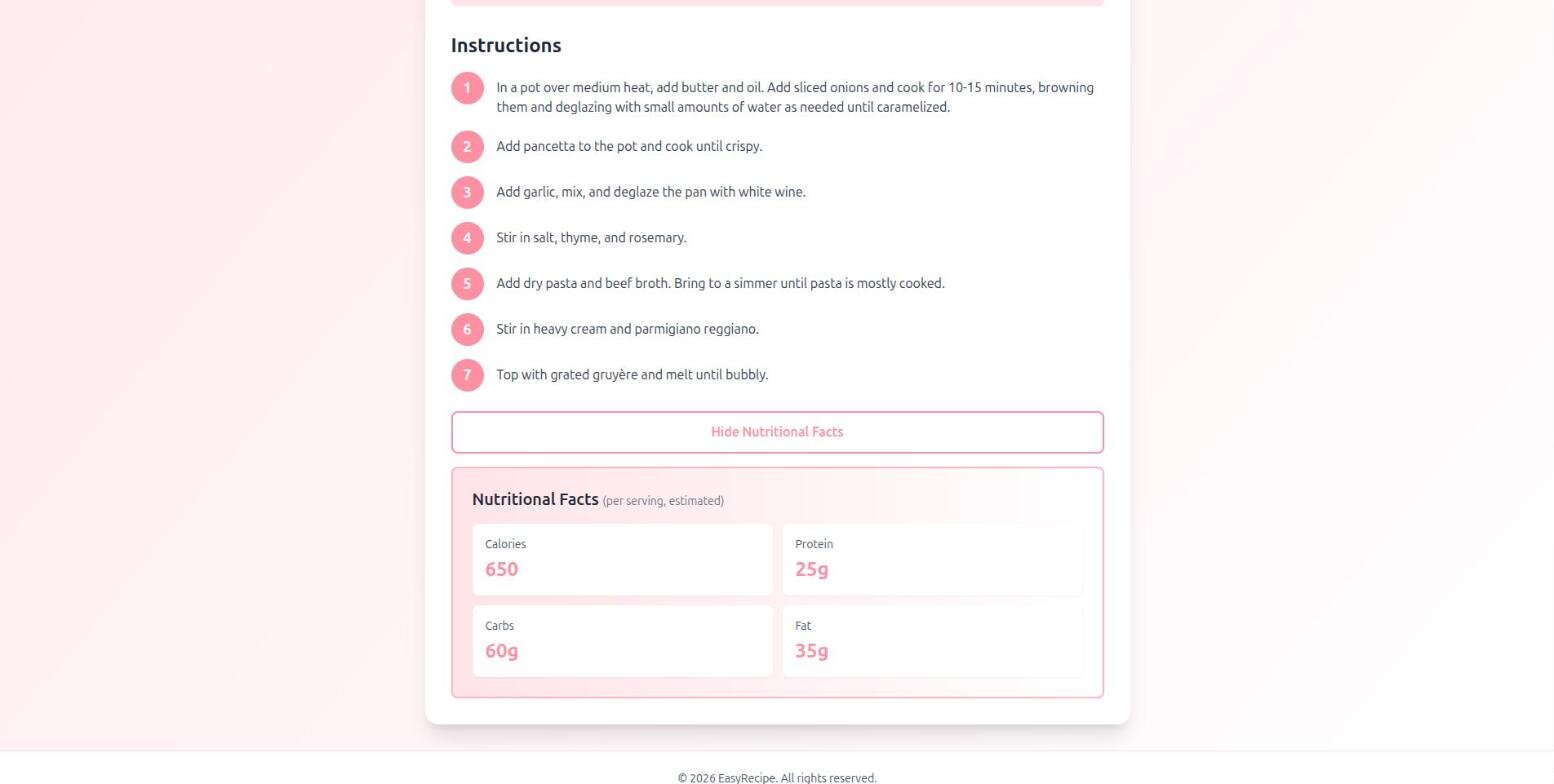 Instructions
1
In a pot over medium heat, add butter and oil. Add sliced onions and cook for 10-15 minutes, browning
them and deglazing with small amounts of water as needed until caramelized.
2
Add pancetta to the pot and cook until crispy.
3
Add garlic, mix, and deglaze the pan with white wine.
4
Stir in salt, thyme, and rosemary.
5
Add dry pasta and beef broth. Bring to a simmer until pasta is mostly cooked.
6
Stir in heavy cream and parmigiano reggiano.
7
Top with grated gruyère and melt until bubbly.
Hide Nutritional Facts
Nutritional Facts (per serving, estimated)
Calories
650
Protein
25g
Carbs
60g
Fat
35g
© 2026 EasyRecipe. All rights reserved.